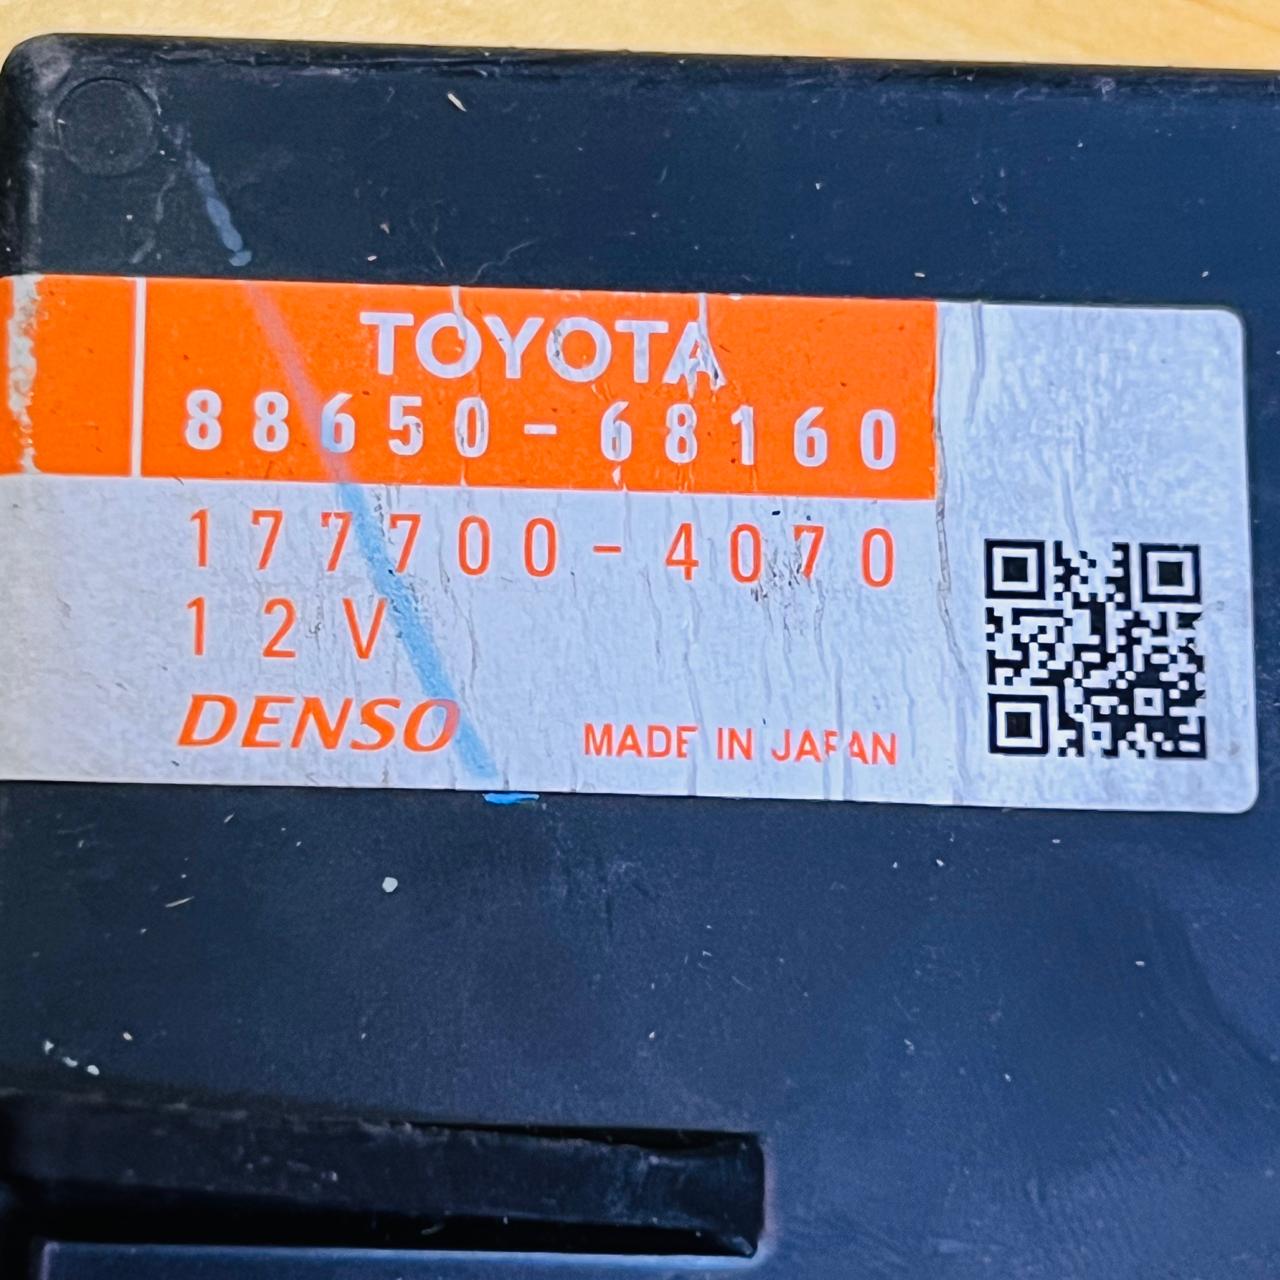 TOYOTA
88650-68160
177700-4070
12V
DENSO MADE IN JAPAN